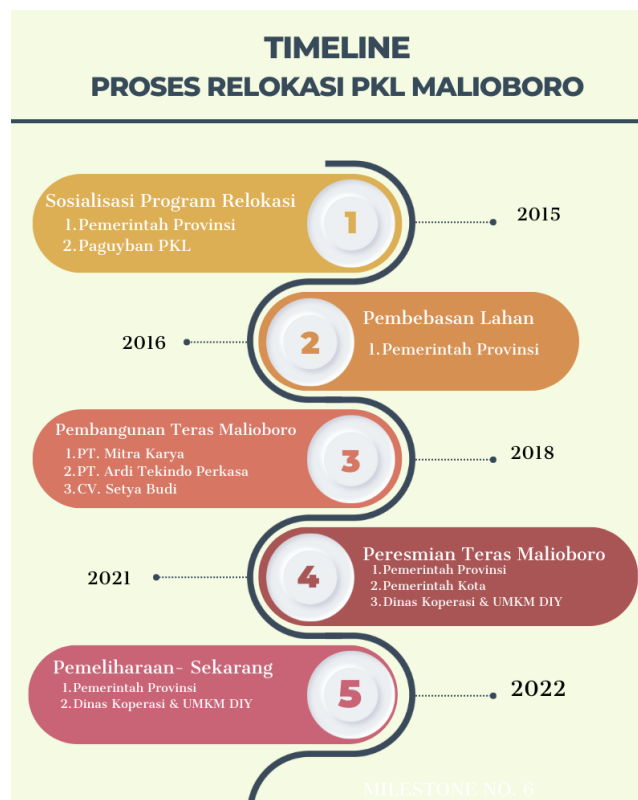 TIMELINE
PROSES RELOKASI PKL MALIOBORO
Sosialisasi Program Relokasi
1.Pemerintah Provinsi
2.Paguyban PKL
1
2015
2016
2
Pembebasan Lahan
1.Pemerintah Provinsi
Pembangunan Teras Malioboro
1.PT. Mitra Karya
2.PT. Ardi Tekindo Perkasa
3.CV. Setya Budi
3
2018
2021
4
Peresmian Teras Malioboro
1.Pemerintah Provinsi
2.Pemerintah Kota
3.Dinas Koperasi & UMKM DIY
Pemeliharaan- Sekarang
1.Pemerintah Provinsi
2.Dinas Koperasi & UMKM DIY
5
2022
MILESTONE NO. 6